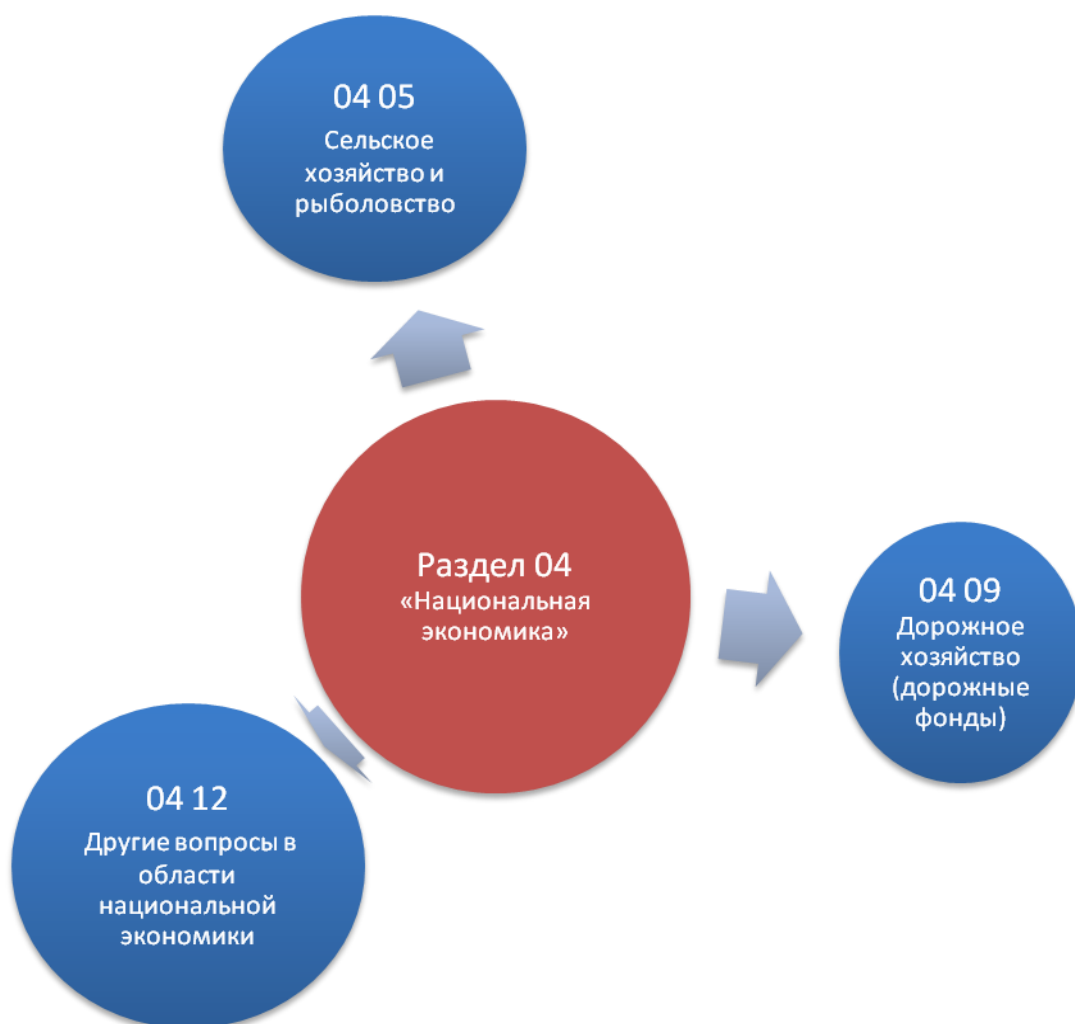 04 05
Сельское
хозяйство и
рыболовство
Раздел 04
«Национальная
экономика»
04 09
Дорожное
хозяйство
(дорожные
фонды)
04 12
Другие вопросы в
области
национальной
экономики